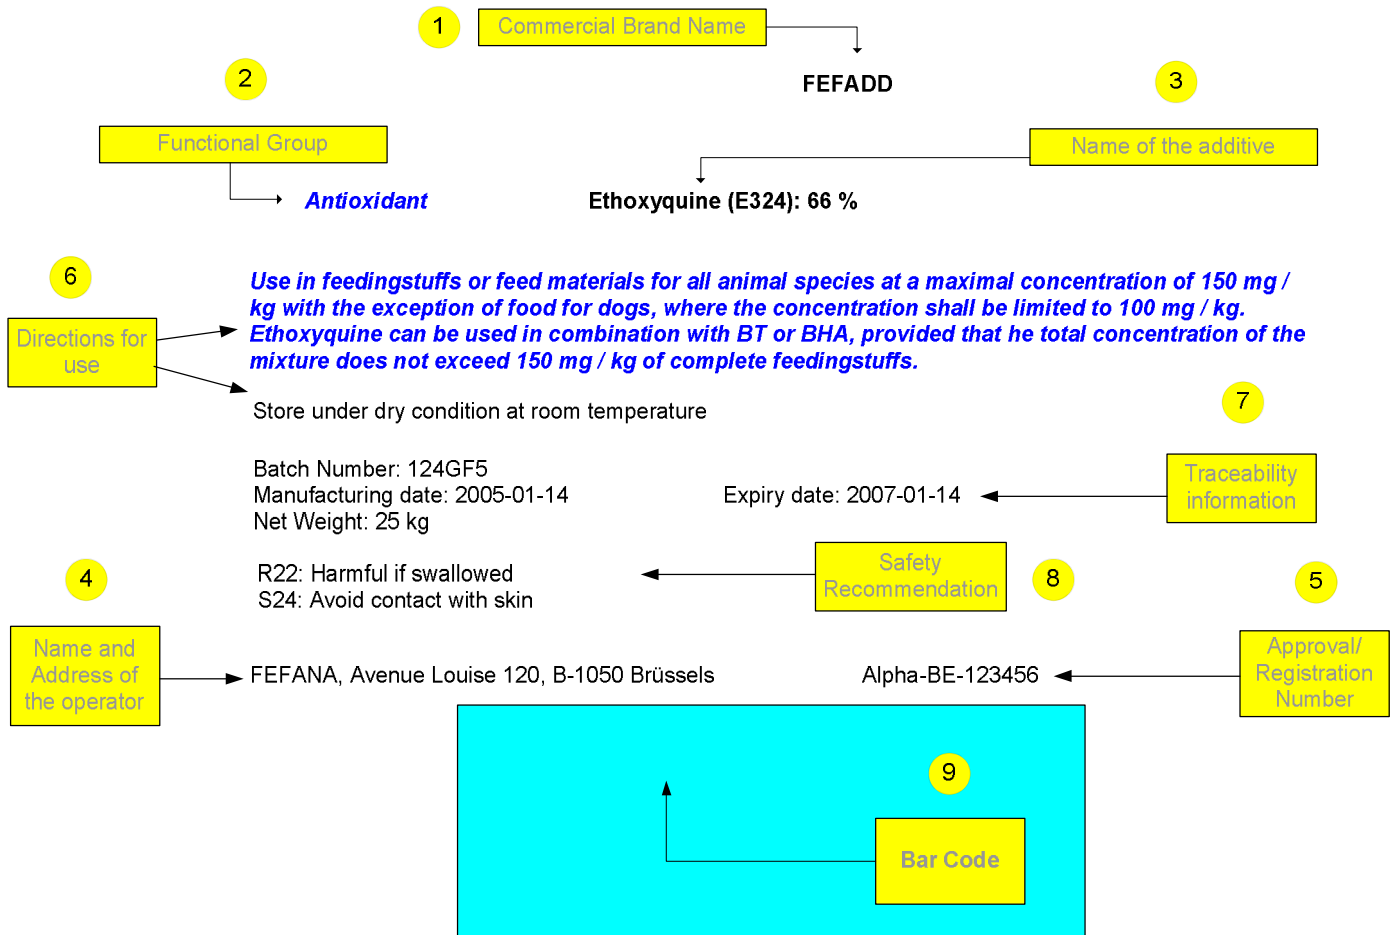 1
Commercial Brand Name
FEFADD
2
3
Functional Group
Name of the additive
Antioxidant
Ethoxyquine (E324): 66 %
6
Directions for
use
Use in feedingstuffs or feed materials for all animal species at a maximal concentration of 150 mg /
kg with the exception of food for dogs, where the concentration shall be limited to 100 mg / kg.
Ethoxyquine can be used in combination with BT or BHA, provided that he total concentration of the
mixture does not exceed 150 mg / kg of complete feedingstuffs.
Store under dry condition at room temperature
7
Traceability
information
Batch Number: 124GF5
Manufacturing date: 2005-01-14
Expiry date: 2007-01-14
Net Weight: 25 kg
R22: Harmful if swallowed
S24: Avoid contact with skin
Safety
Recommendation
8
4
Name and
Address of
the operator
FEFANA, Avenue Louise 120, B-1050 Brüssels
Alpha-BE-123456
5
Approval/
Registration
Number
9
Bar Code